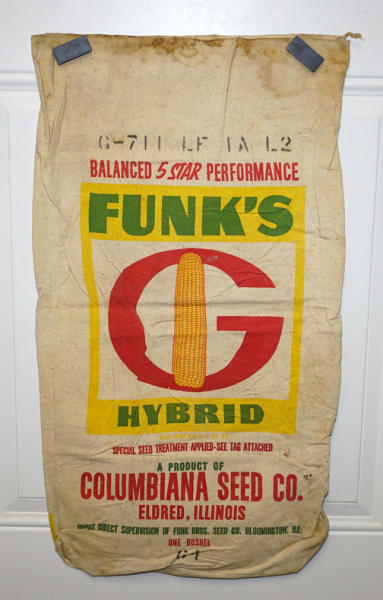 G-711 LF 1A L2
BALANCED 5 STAR PERFORMANCE
FUNK'S
G
HYBRID
SPECIAL SEED TREATMENT APPLIED-SEE TAG ATTACHED
A PRODUCT OF
COLUMBIANA SEED CO.
ELDRED, ILLINOIS
UNDER DIRECT SUPERVISION OF FUNK BROS. SEED CO. BLOOMINGTON, ILL.
ONE BUSHEL